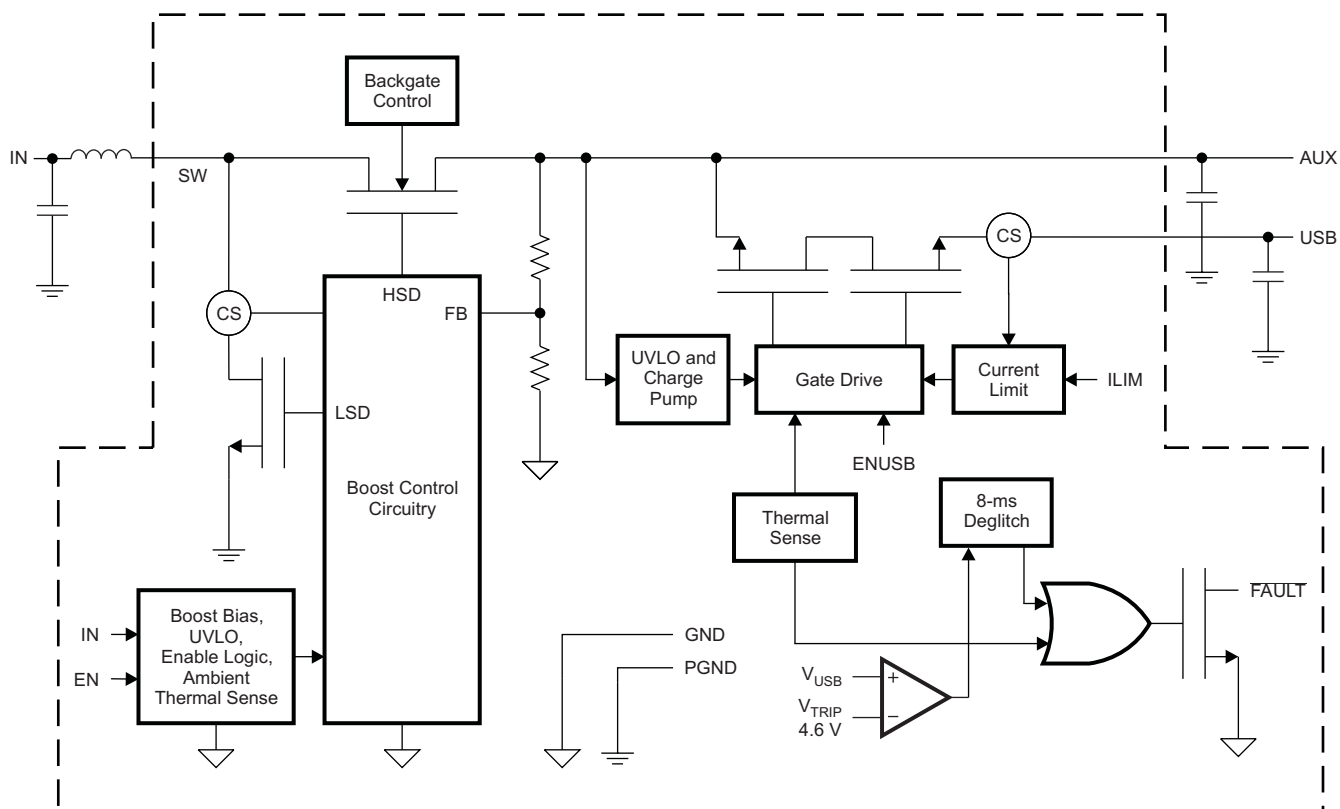 Backgate
Control
IN
SW
AUX
CS
USB
HSD
CS
FB
UVLO and
Charge
Pump
Gate Drive
Current
Limit
ILIM
LSD
ENUSB
Boost Control
Circuitry
Thermal
Sense
8-ms
Deglitch
FAULT
Boost Bias,
UVLO,
Enable Logic,
Ambient
Thermal Sense
IN
EN
GND
PGND
VUSB
+
VTRIP
4.6 V
−